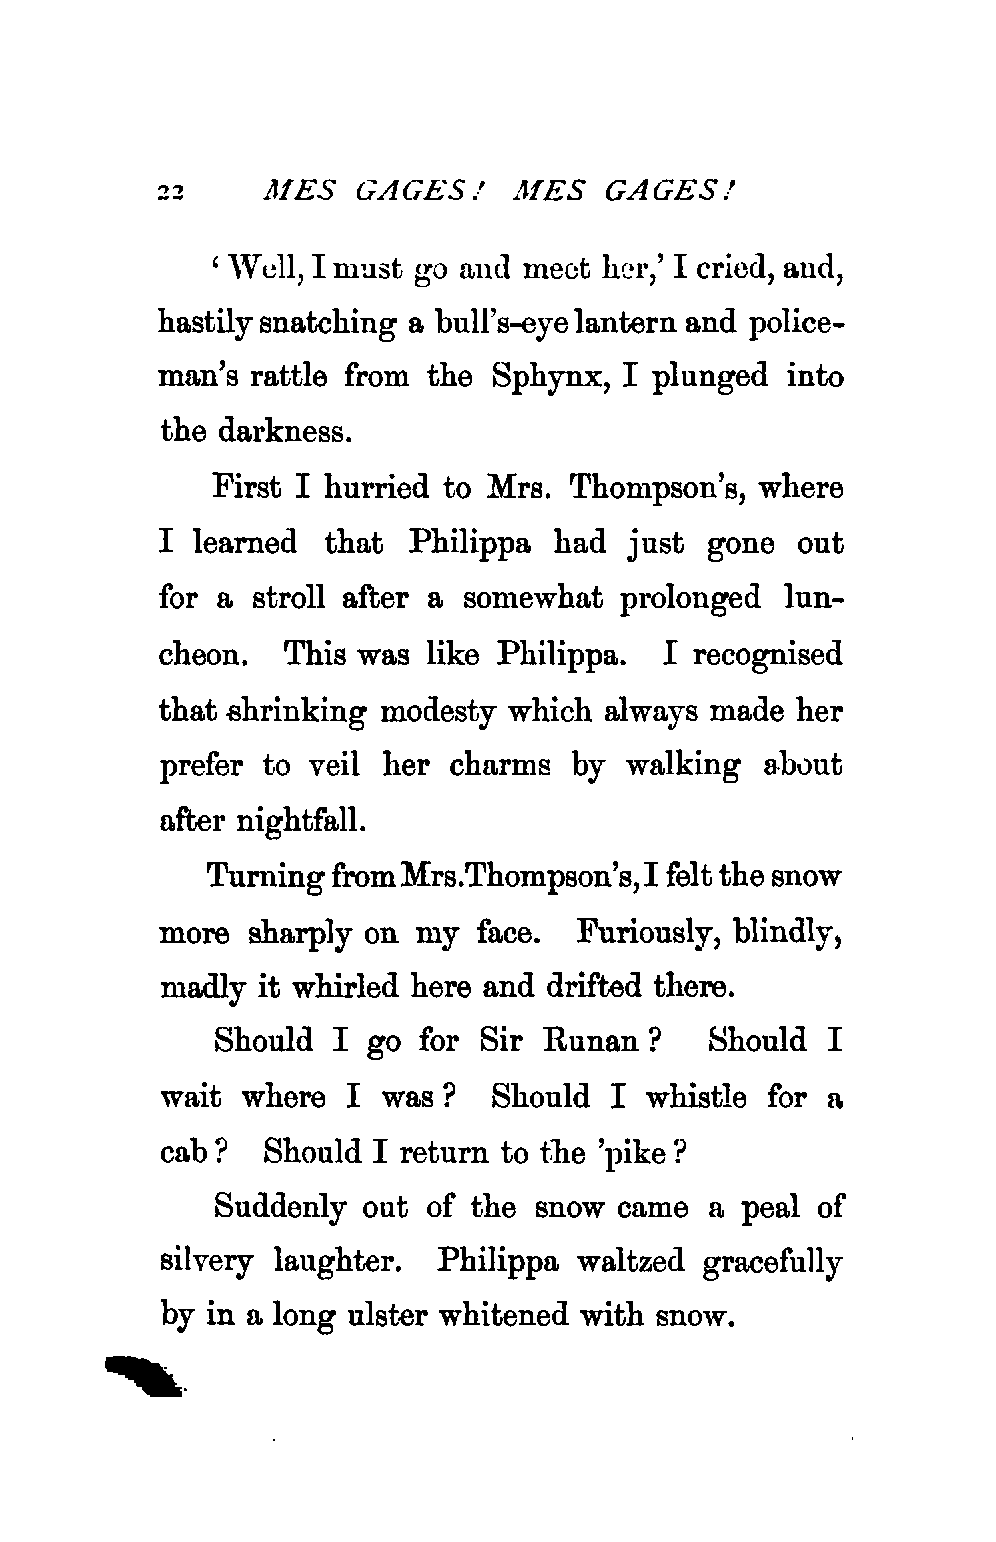 22 MES GAGES! MES GAGES!
‘Well, I must go and meet her,’ I cried, and,
hastily snatching a bull’s-eye lantern and police-
man’s rattle from the Sphynx, I plunged into
the darkness.
First I hurried to Mrs. Thompson’s, where
I learned that Philippa had just gone out
for a stroll after a somewhat prolonged lun-
cheon. This was like Philippa. I recognised
that shrinking modesty which always made her
prefer to veil her charms by walking about
after nightfall.
Turning from Mrs. Thompson’s, I felt the snow
more sharply on my face. Furiously, blindly,
madly it whirled here and drifted there.
Should I go for Sir Runan? Should I
wait where I was? Should I whistle for a
cab? Should I return to the ’pike?
Suddenly out of the snow came a peal of
silvery laughter. Philippa waltzed gracefully
by in a long ulster whitened with snow.